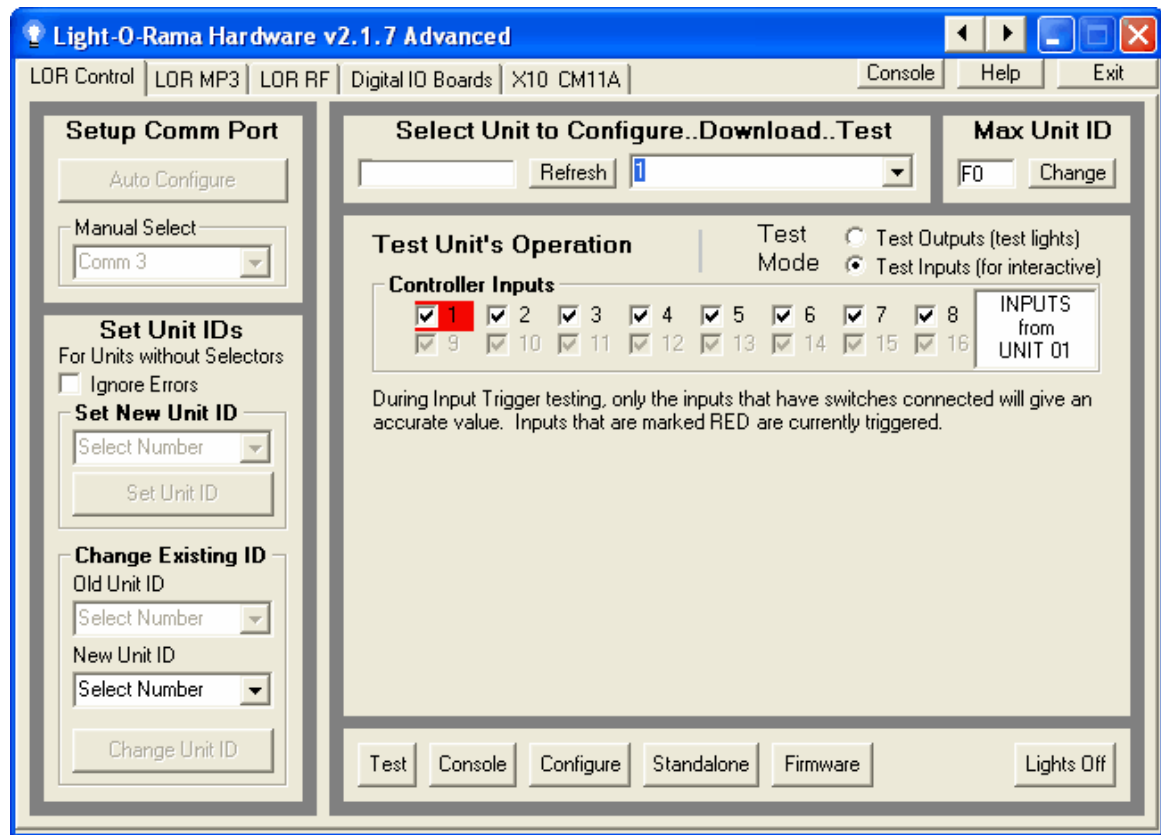 Light-O-Rama Hardware v2.1.7 Advanced
LOR Control
LOR MP3
LOR RF
Digital IO Boards
X10 CM11A
Console
Help
Exit
Setup Comm Port
Auto Configure
Manual Select
Comm 3
Set Unit IDs
For Units without Selectors
Ignore Errors
Set New Unit ID
Select Number
Set Unit ID
Change Existing ID
Old Unit ID
Select Number
New Unit ID
Select Number
Change Unit ID
Select Unit to Configure..Download..Test
Refresh
1
Max Unit ID
F0
Change
Test Unit's Operation
Test
Mode
Test Outputs (test lights)
Test Inputs (for interactive)
Controller Inputs
1 2 3 4 5 6 7 8
9 10 11 12 13 14 15 16
INPUTS
from
UNIT 01
During Input Trigger testing, only the inputs that have switches connected will give an
accurate value. Inputs that are marked RED are currently triggered.
Test
Console
Configure
Standalone
Firmware
Lights Off